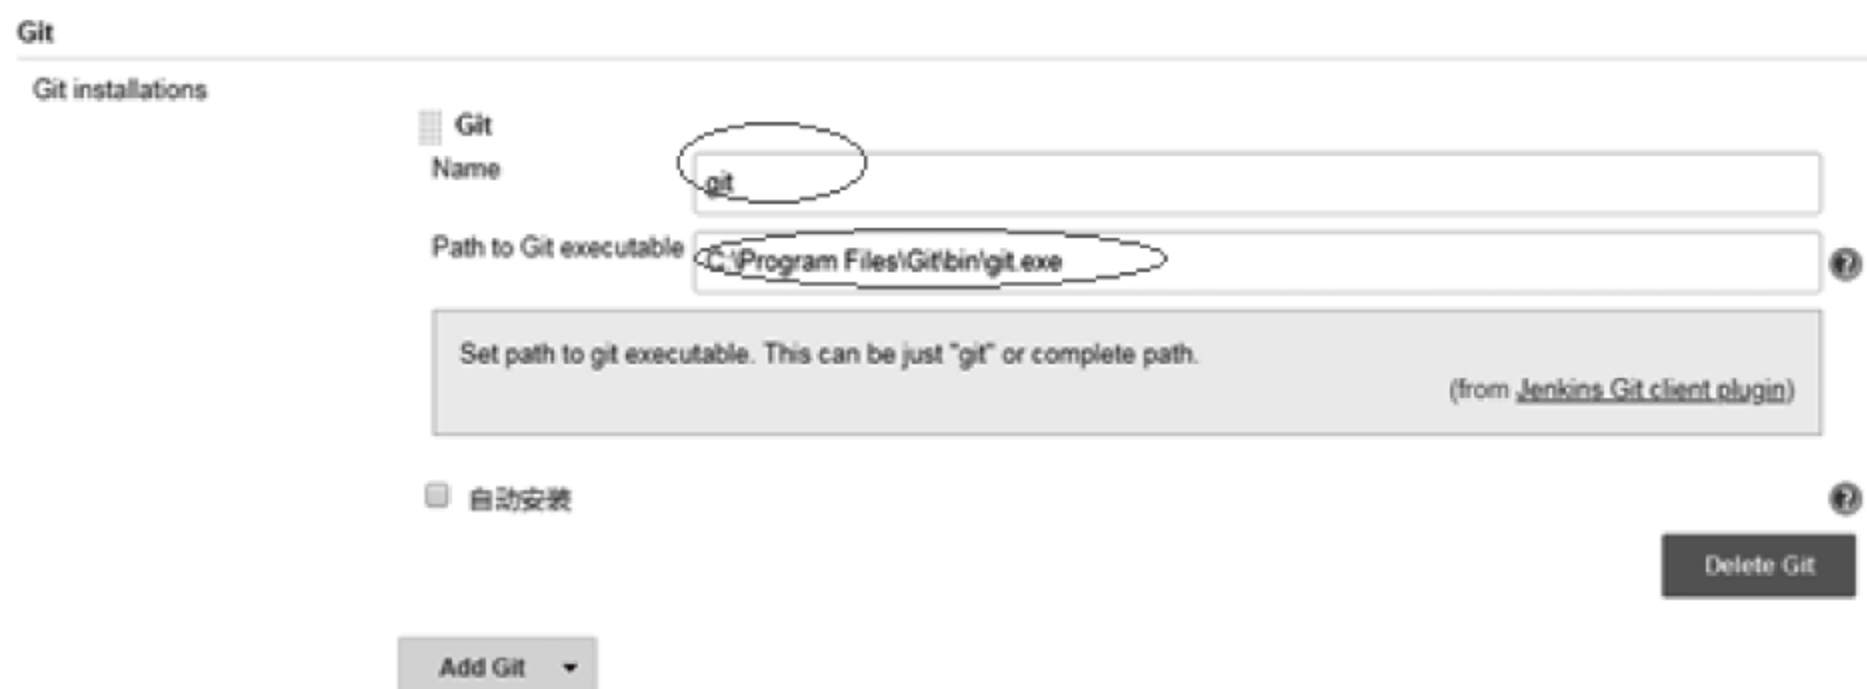 Git
Git installations
Git
Name
git
Path to Git executable
C:\Program Files\Git\bin\git.exe
Set path to git executable. This can be just "git" or complete path.
(from Jenkins Git client plugin)
自动安装
Delete Git
Add Git